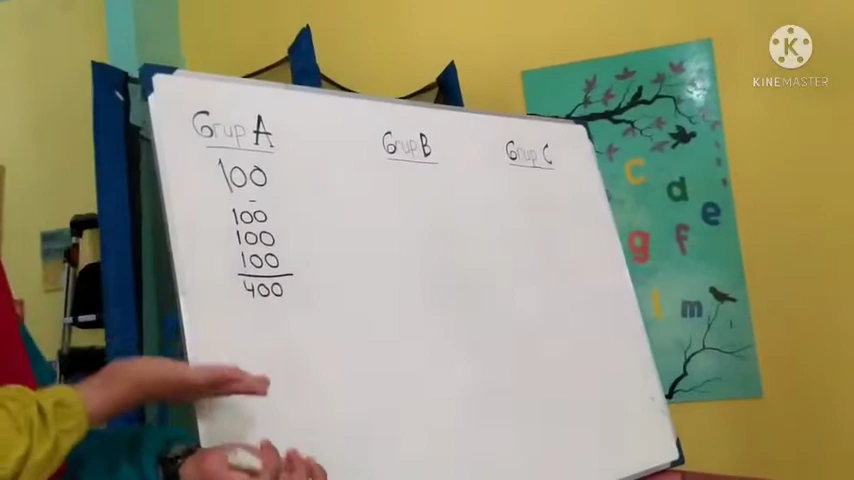 K
KINEMASTER
Grup A
100
-
100
100
100
400
Grup B
Grup C
c
d
e
f
g
l
m